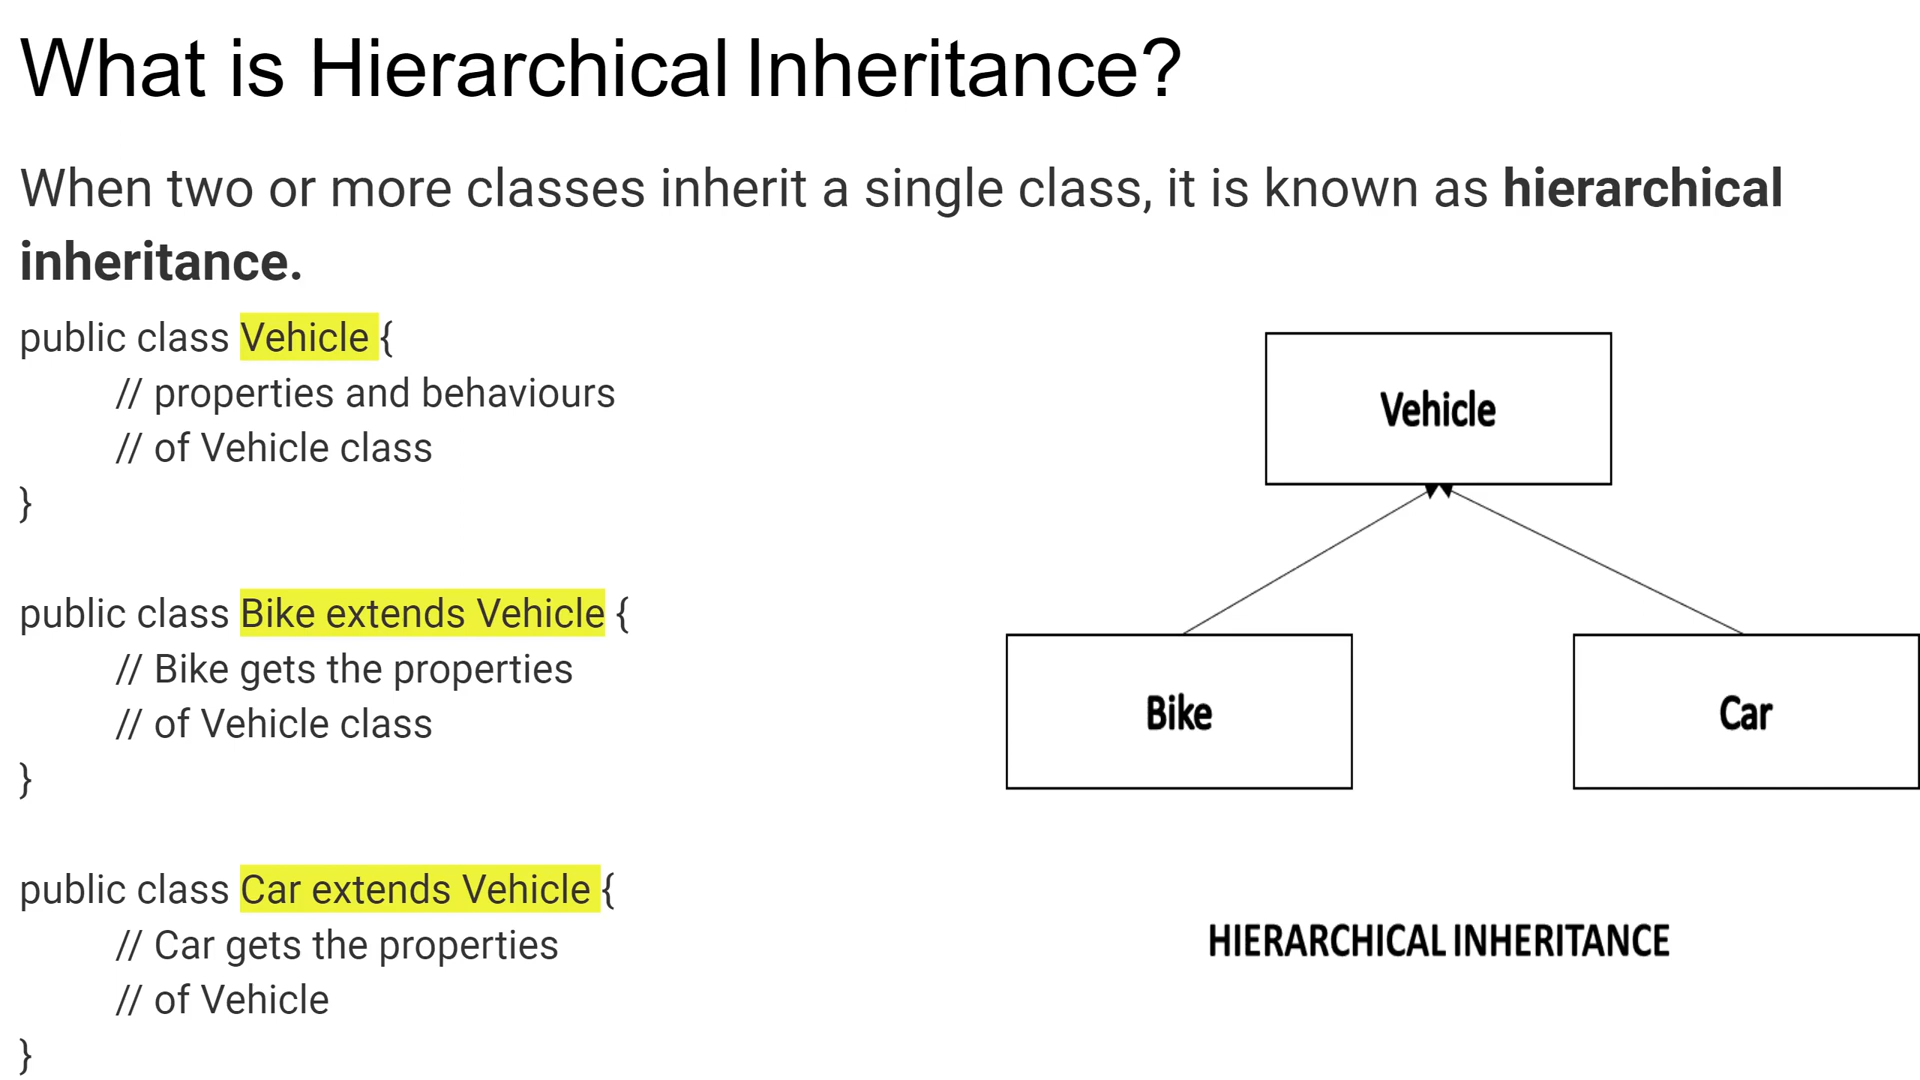 What is Hierarchical Inheritance?
When two or more classes inherit a single class, it is known as hierarchical
inheritance.
public class Vehicle {
// properties and behaviours
// of Vehicle class
}
public class Bike extends Vehicle {
// Bike gets the properties
// of Vehicle class
}
public class Car extends Vehicle {
// Car gets the properties
// of Vehicle
}
Vehicle
Bike
Car
HIERARCHICAL INHERITANCE